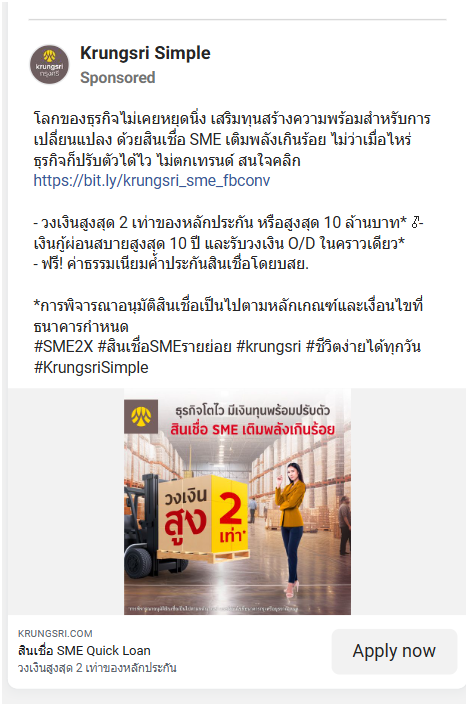 Krungsri Simple
Sponsored
krungsri
กรุงศรี
โลกของธุรกิจไม่เคยหยุดนิ่ง เสริมทุนสร้างความพร้อมสำหรับการ
เปลี่ยนแปลง ด้วยสินเชื่อ SME เติมพลังเกินร้อย ไม่ว่าเมื่อไหร่
ธุรกิจก็ปรับตัวได้ไว ไม่ตกเทรนด์ สนใจคลิก
https://bit.ly/krungsri_sme_fbconv
- วงเงินสูงสุด 2 เท่าของหลักประกัน หรือสูงสุด 10 ล้านบาท* -
เงินกู้ผ่อนสบายสูงสุด 10 ปี และรับวงเงิน O/D ในคราวเดียว*
- ฟรี! ค่าธรรมเนียมค้ำประกันสินเชื่อโดยบสย.
*การพิจารณาอนุมัติสินเชื่อเป็นไปตามหลักเกณฑ์และเงื่อนไขที่
ธนาคารกำหนด
#SME2X #สินเชื่อSMEรายย่อย #krungsri #ชีวิตง่ายได้ทุกวัน
#KrungsriSimple
ธุรกิจโตไว มีเงินทุนพร้อมปรับตัว
สินเชื่อ SME เติมพลังเกินร้อย
วงเงิน
สูง
2
เท่า*
KRUNGSRI.COM
สินเชื่อ SME Quick Loan
วงเงินสูงสุด 2 เท่าของหลักประกัน
Apply now